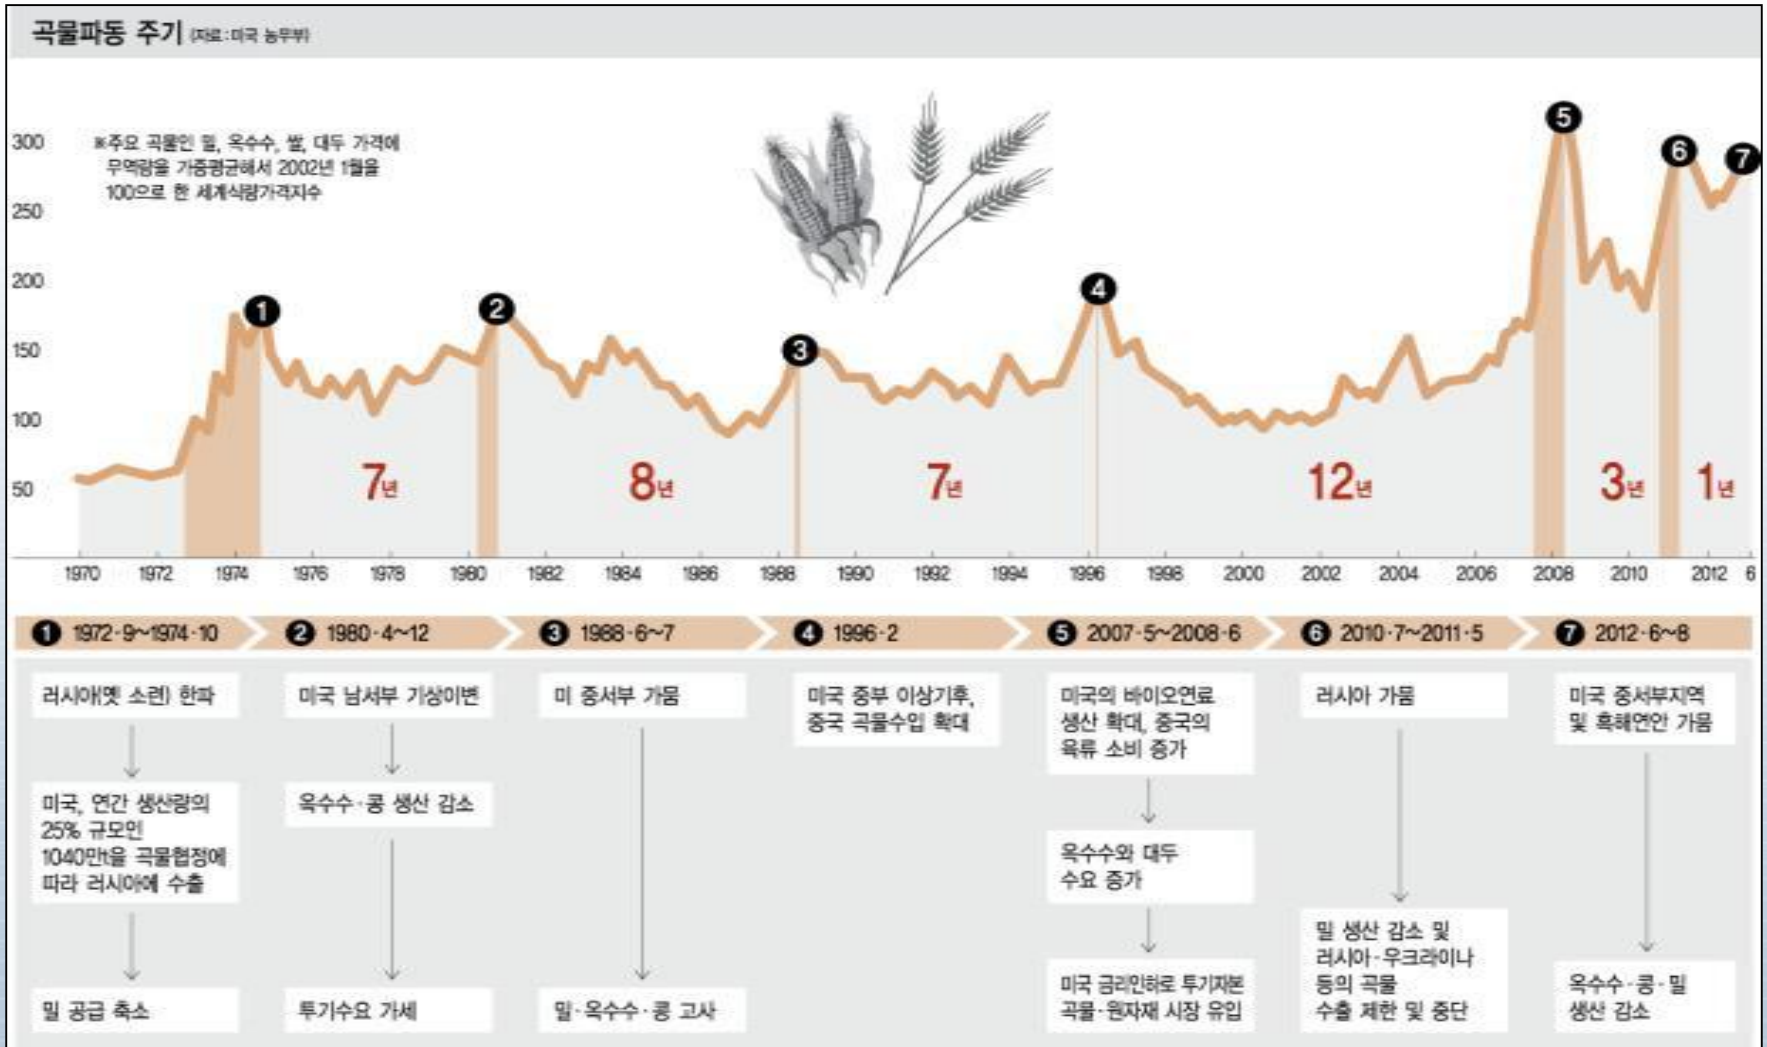 곡물파동 주기 (자료:미국 농무부)
※주요 곡물인 밀, 옥수수, 쌀, 대두 가격에
무역량을 가중평균해서 2002년 1월을
100으로 한 세계식량가격지수
300
250
200
150
100
50
1
2
3
4
5
6
7
7년
8년
7년
12년
3년
1년
1970 1972 1974 1976 1978 1980 1982 1984 1986 1988 1990 1992 1994 1996 1998 2000 2002 2004 2006 2008 2010 2012 6
1 1972·9~1974·10
러시아(옛 소련) 한파
미국, 연간 생산량의
25% 규모인
1040만t을 곡물협정에
따라 러시아에 수출
밀 공급 축소
2 1980·4~12
미국 남서부 기상이변
옥수수·콩 생산 감소
투기수요 가세
3 1988·6~7
미 중서부 가뭄
밀·옥수수·콩 고사
4 1996·2
미국 중부 이상기후,
중국 곡물수입 확대
5 2007·5~2008·6
미국의 바이오연료
생산 확대, 중국의
육류 소비 증가
옥수수와 대두
수요 증가
미국 금리인하로 투기자본
곡물·원자재 시장 유입
6 2010·7~2011·5
러시아 가뭄
밀 생산 감소 및
러시아·우크라이나
등의 곡물
수출 제한 및 중단
7 2012·6~8
미국 중서부지역
및 흑해연안 가뭄
옥수수·콩·밀
생산 감소